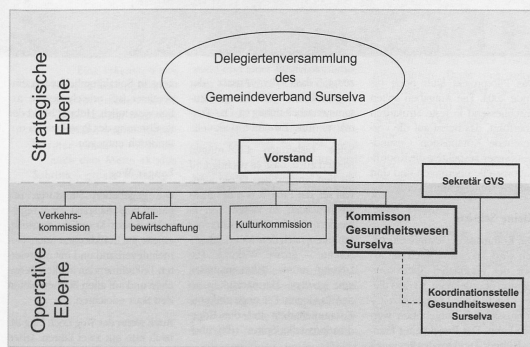 Strategische
Ebene
Delegiertenversammlung
des
Gemeindeverband Surselva
Vorstand
Sekretär GVS
Operative
Ebene
Verkehrs-
kommission
Abfall-
bewirtschaftung
Kulturkommission
Kommisson
Gesundheitswesen
Surselva
Koordinationsstelle
Gesundheitswesen
Surselva